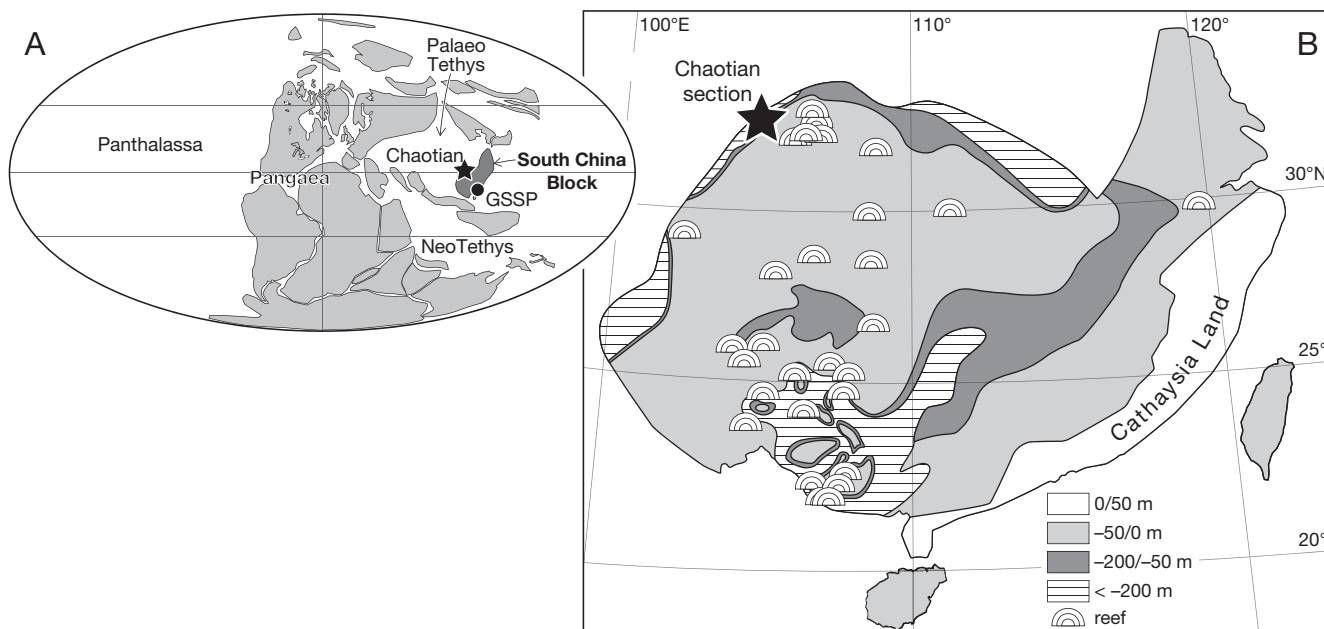 A
Palaeo
Tethys
Panthalassa
Chaotian
South China
Block
Pangaea
GSSP
NeoTethys
100°E
110°
120°
B
Chaotian
section
30°N
25°
Cathaysia Land
20°
0/50 m
–50/0 m
–200/–50 m
< –200 m
reef